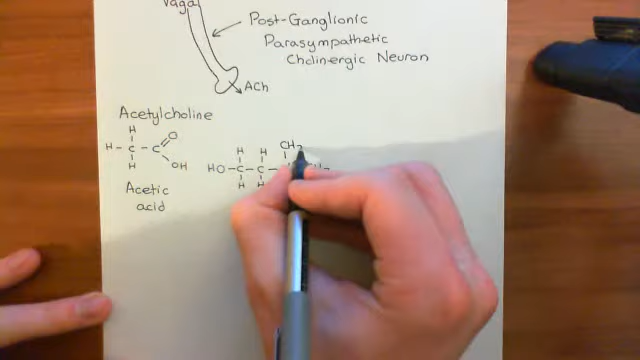 Vagal
Post-Ganglionic
Parasympathetic
Cholinergic Neuron
ACh
Acetylcholine
H O H H CH3
H-C-C HO-C-C-
H OH H H
Acetic
acid